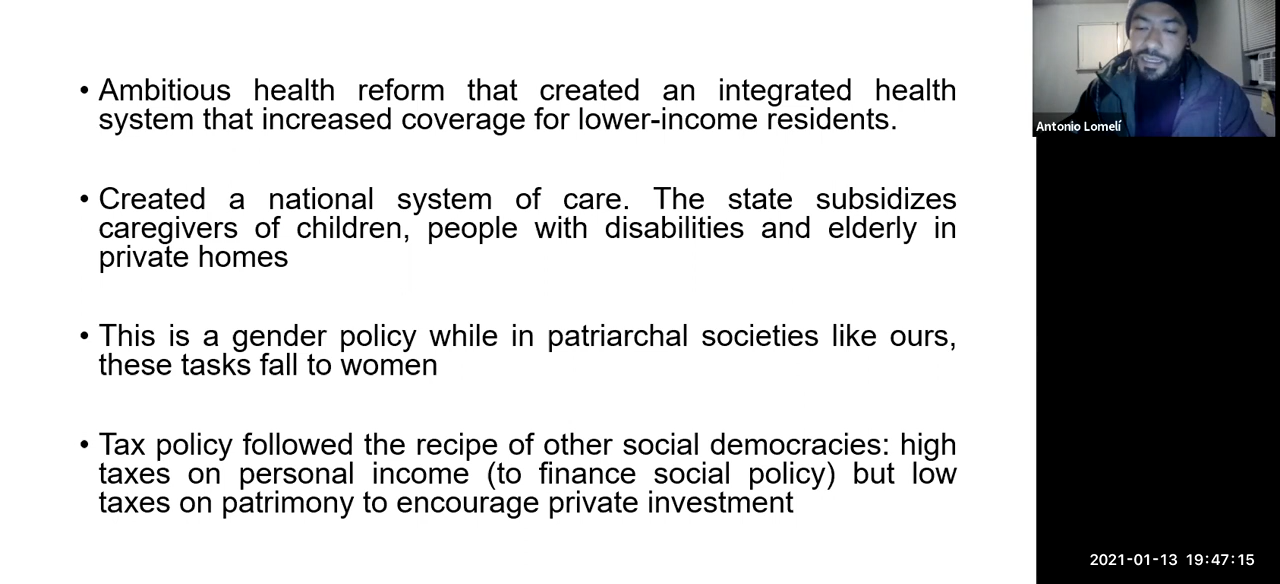 • Ambitious health reform that created an integrated health
system that increased coverage for lower-income residents.
• Created a national system of care. The state subsidizes
caregivers of children, people with disabilities and elderly in
private homes
• This is a gender policy while in patriarchal societies like ours,
these tasks fall to women
• Tax policy followed the recipe of other social democracies: high
taxes on personal income (to finance social policy) but low
taxes on patrimony to encourage private investment
Antonio Lomelí
2021-01-13 19:47:15